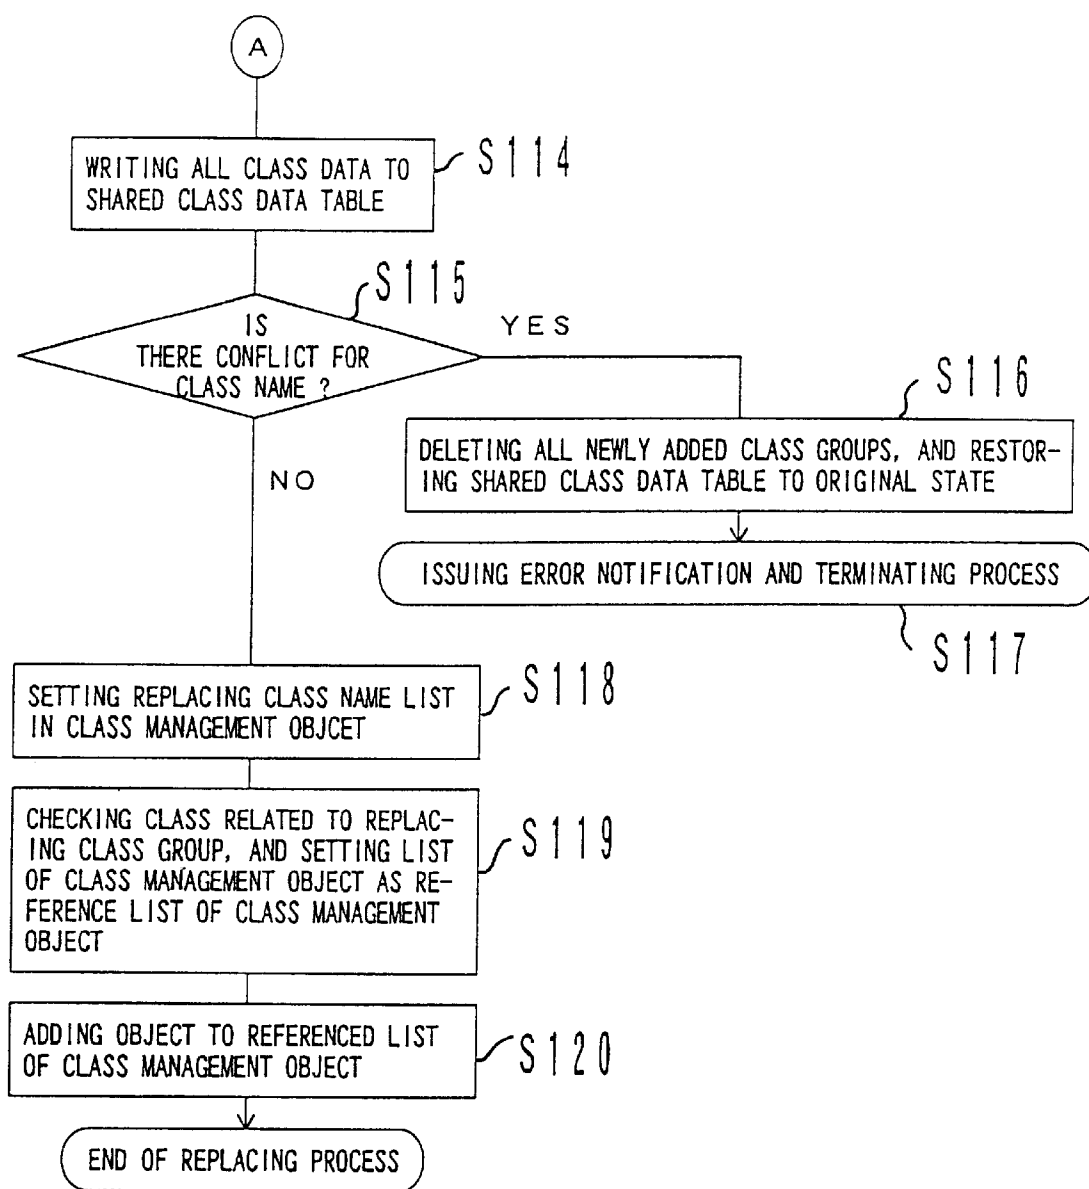 A
WRITING ALL CLASS DATA TO
SHARED CLASS DATA TABLE
S114
S115
IS
THERE CONFLICT FOR
CLASS NAME ?
YES
NO
S116
DELETING ALL NEWLY ADDED CLASS GROUPS, AND RESTOR-
ING SHARED CLASS DATA TABLE TO ORIGINAL STATE
ISSUING ERROR NOTIFICATION AND TERMINATING PROCESS
S117
SETTING REPLACING CLASS NAME LIST
IN CLASS MANAGEMENT OBJCET
S118
CHECKING CLASS RELATED TO REPLAC-
ING CLASS GROUP, AND SETTING LIST
OF CLASS MANAGEMENT OBJECT AS RE-
FERENCE LIST OF CLASS MANAGEMENT
OBJECT
S119
ADDING OBJECT TO REFERENCED LIST
OF CLASS MANAGEMENT OBJECT
S120
END OF REPLACING PROCESS